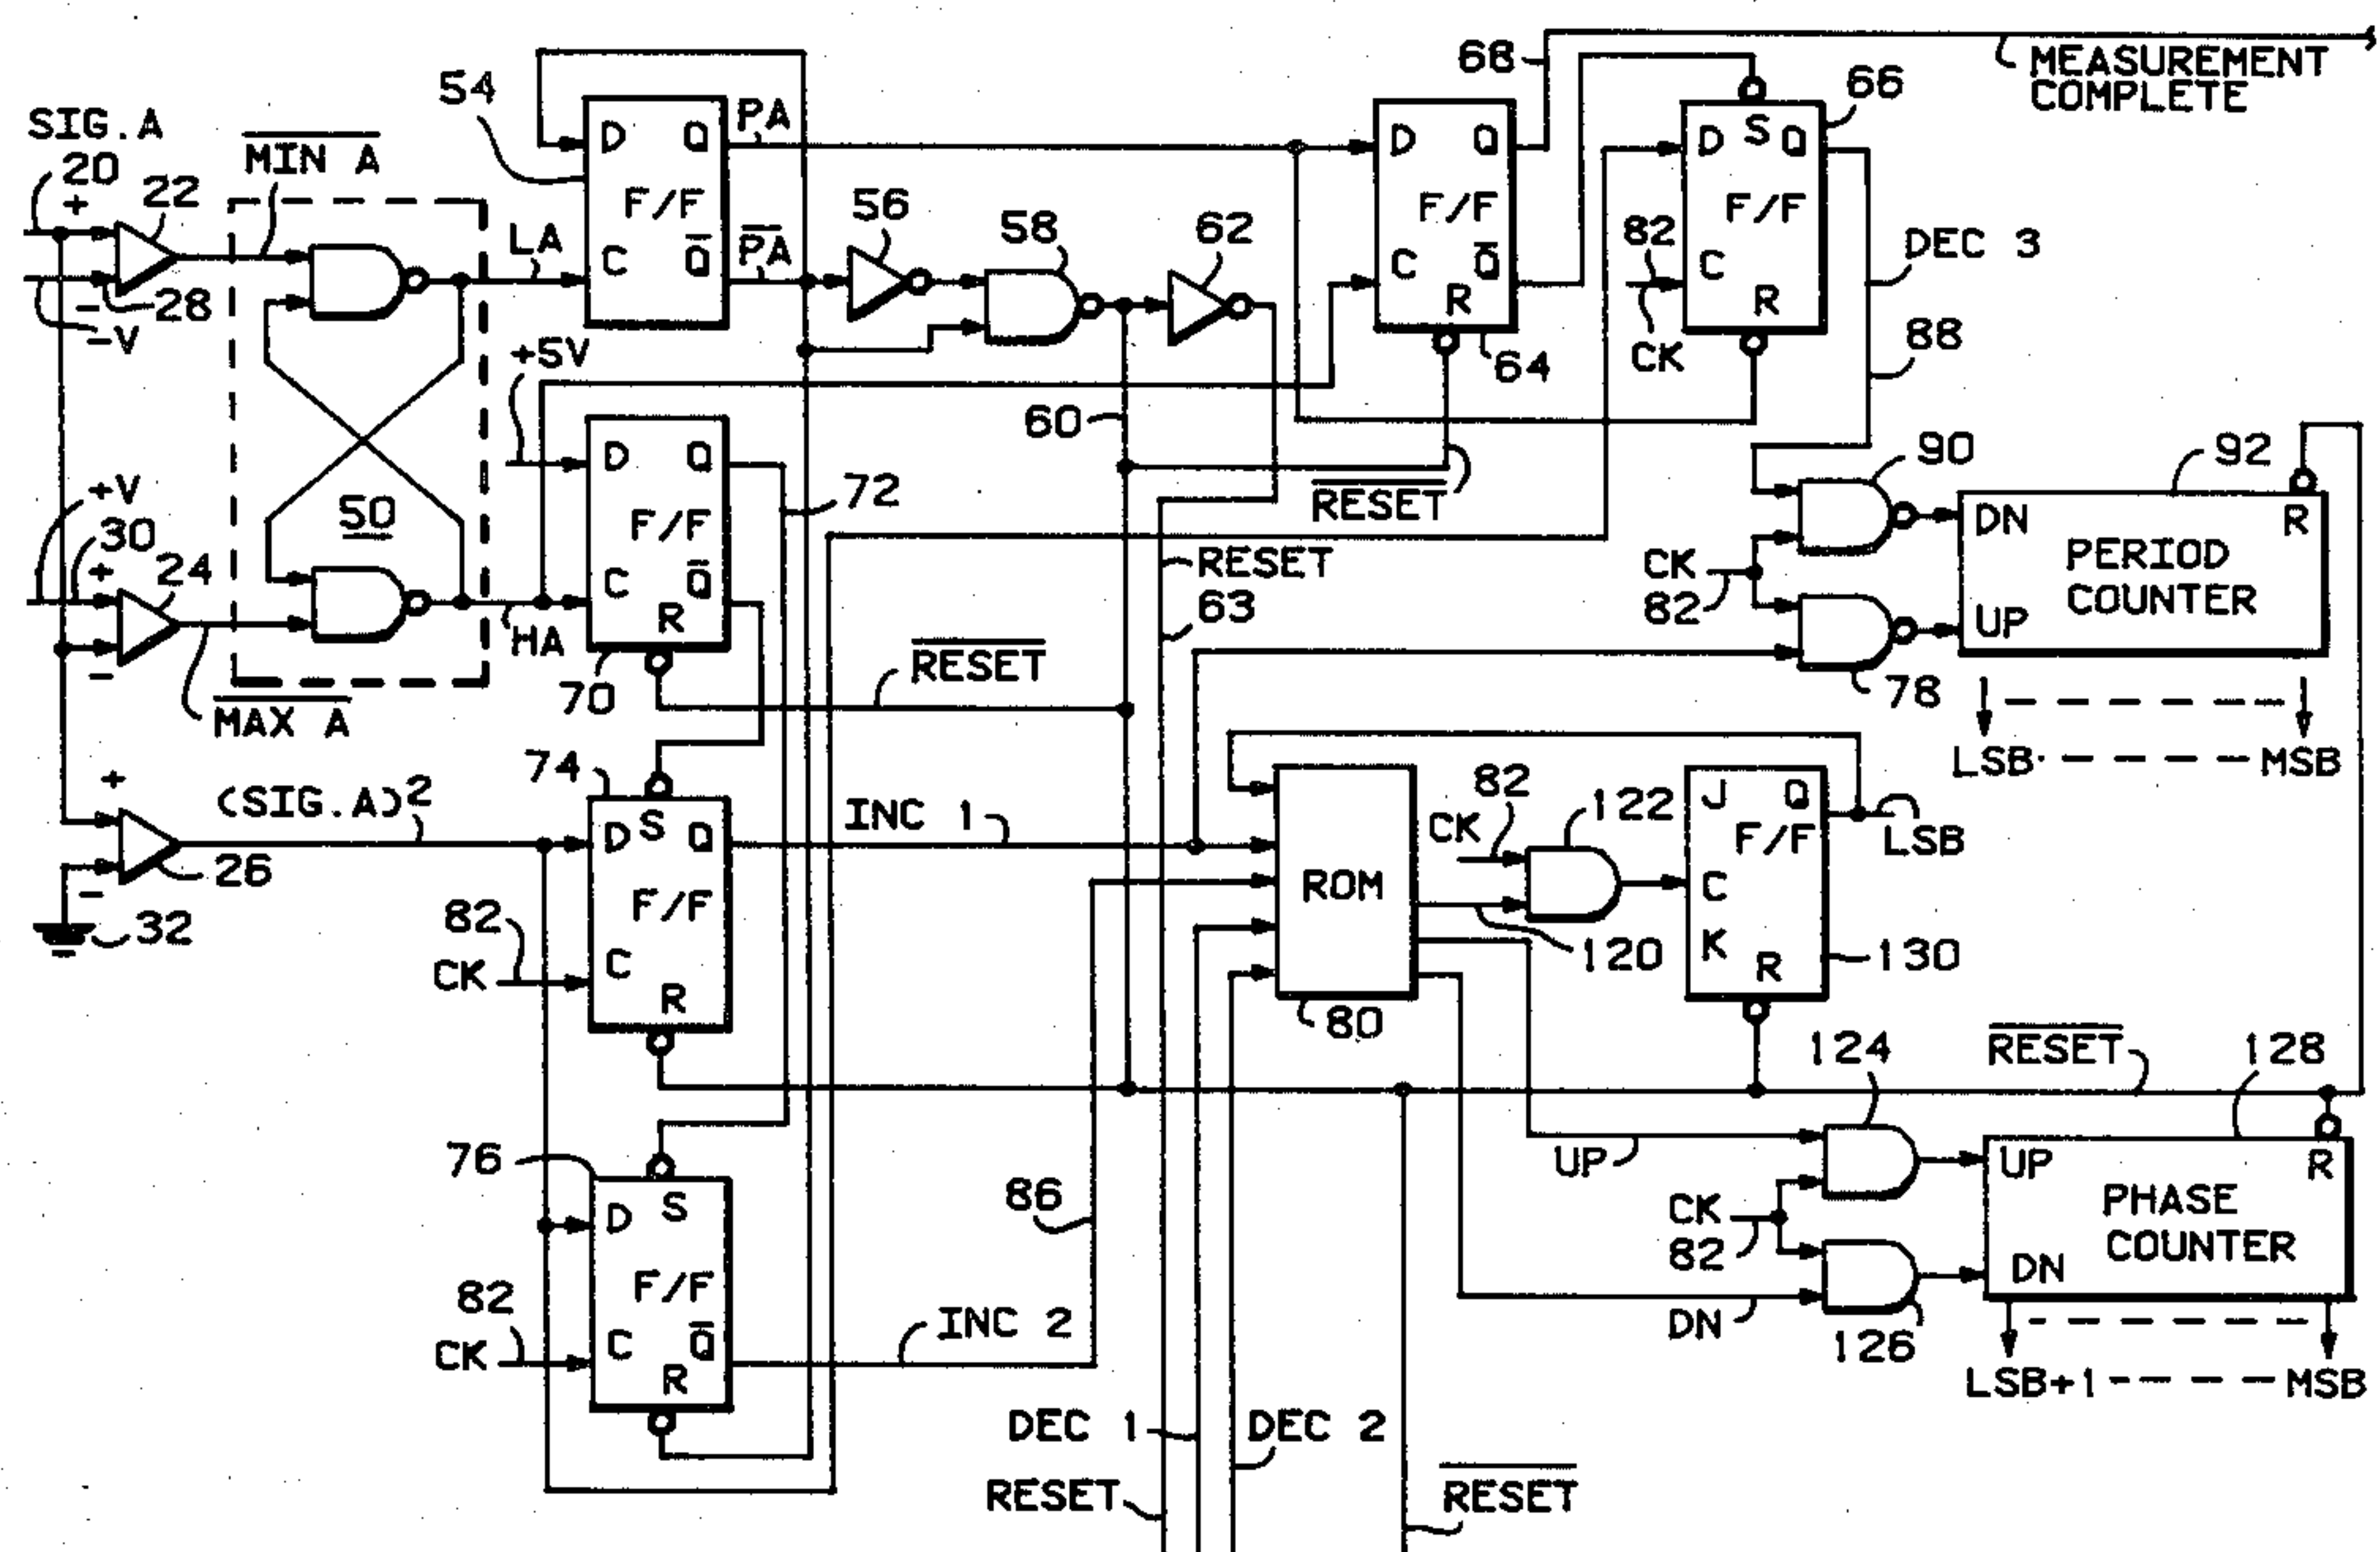 68
MEASUREMENT
COMPLETE
54
66
SIG.A
20
MIN A
22
+
D Q
PA
F/F
C Q
LA
PA
56
58
62
D Q
F/F
C Q
R
64
D S Q
F/F
82
C
R
CK
DEC 3
88
-
28
-V
+5V
60
RESET
72
D Q
F/F
C Q
R
70
+V
30
+
24
50
-
HA
MAX A
RESET
RESET
63
90
92
CK
82
DN
R
PERIOD
COUNTER
UP
78
LSB
MSB
74
+
(SIG.A)2
26
-
32
D S Q
F/F
C
R
82
CK
INC 1
ROM
80
82
CK
122
120
J Q
F/F
C
K
R
LSB
130
124
RESET
128
76
S
D
F/F
C Q
R
82
CK
86
INC 2
UP
CK
82
UP
R
PHASE
COUNTER
DN
DN
126
LSB+1
MSB
DEC 1
DEC 2
RESET
RESET